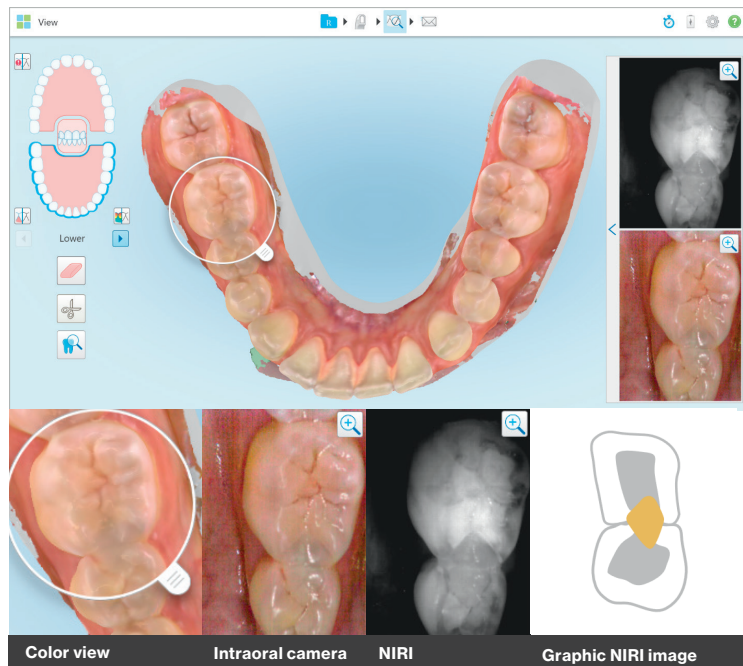 View
R
Lower
Color view
Intraoral camera
NIRI
Graphic NIRI image